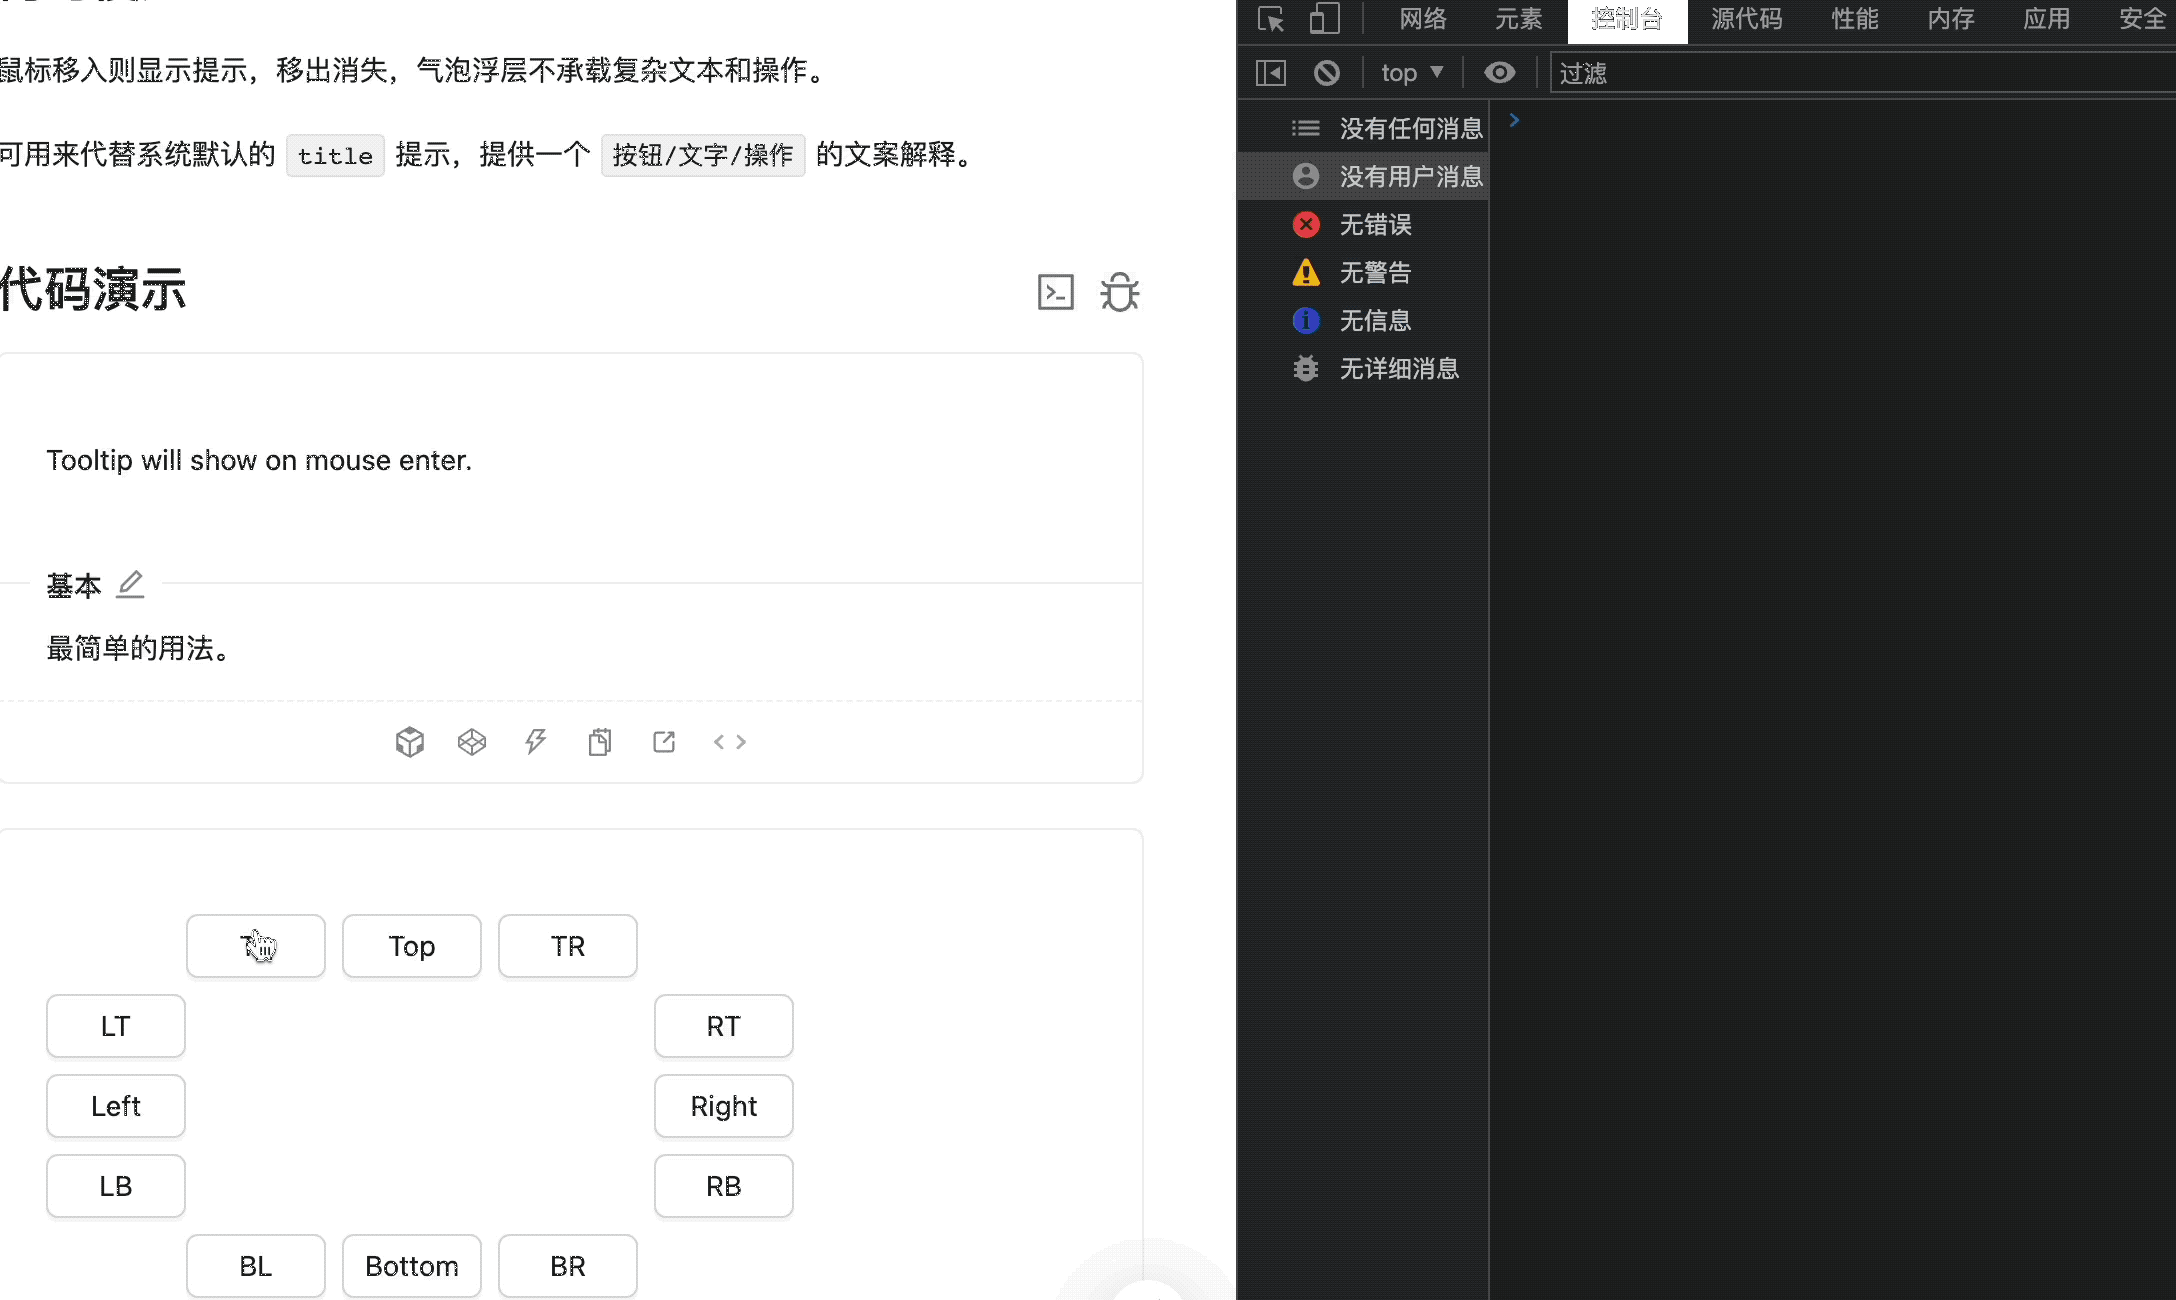 鼠标移入则显示提示，移出消失，气泡浮层不承载复杂文本和操作。
可用来代替系统默认的 title 提示，提供一个 按钮/文字/操作 的文案解释。
代码演示
Tooltip will show on mouse enter.
基本
最简单的用法。
Top TR
LT RT
Left Right
LB RB
BL Bottom BR
网络 元素 控制台 源代码 性能 内存 应用 安全
top 过滤
没有任何消息
没有用户消息
无错误
无警告
无信息
无详细消息